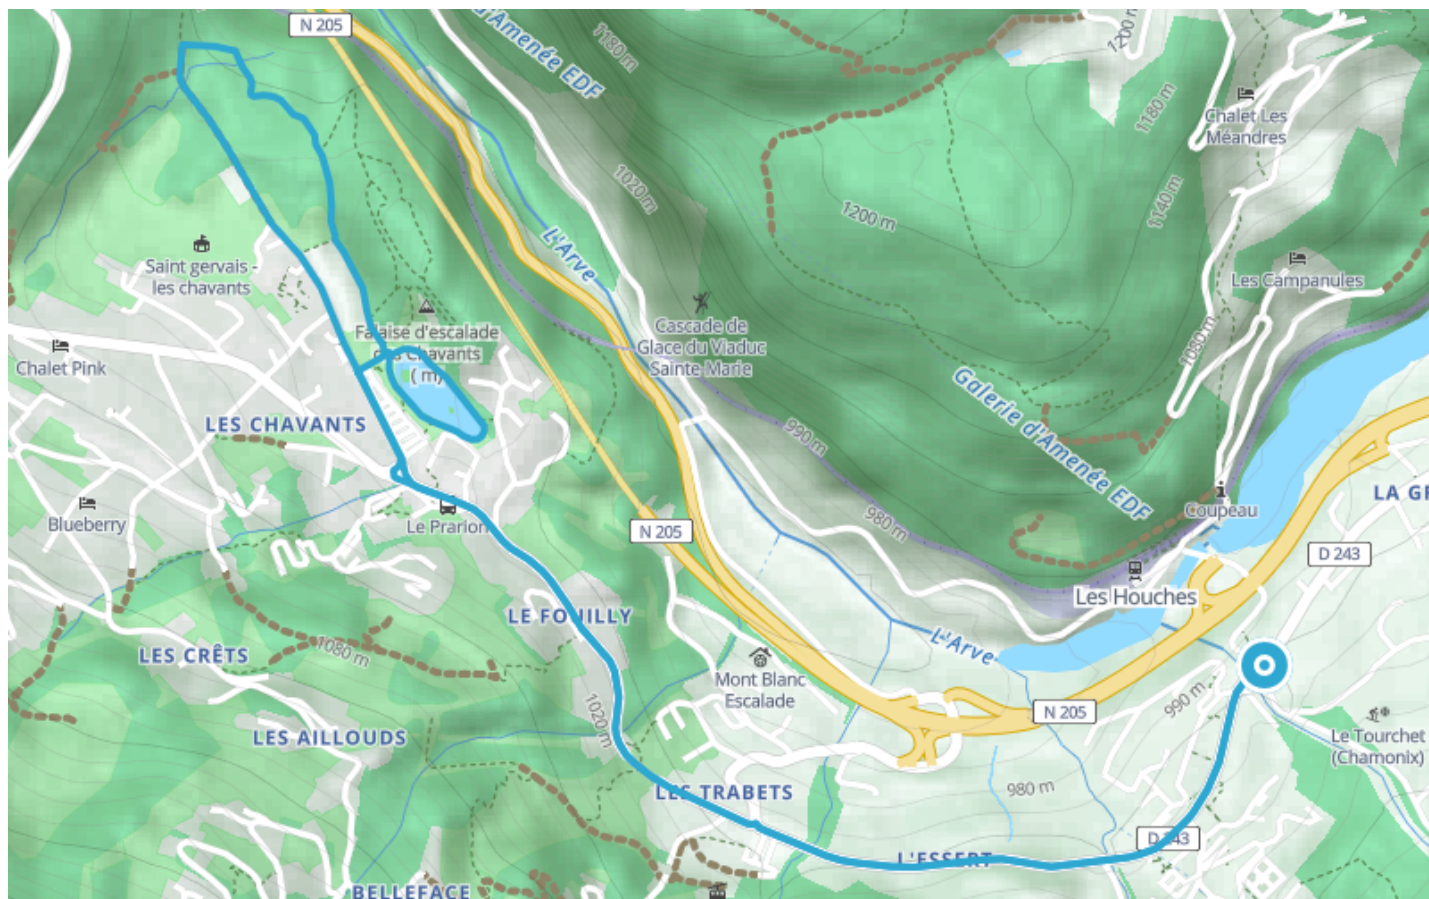 N 205
d'Amenée EDF
1180 m
1200 m
1180 m
Chalet Les
Méandres
1020 m
1140 m
1200 m
L'Arve
Saint gervais -
les chavants
Les Campanules
Falaise d'escalade
des Chavants
( m)
Cascade de
Glace du Viaduc
Sainte-Marie
1080 m
Chalet Pink
Galerie d'Amenée EDF
LES CHAVANTS
990 m
LA GR
Blueberry
Le Prarion
N 205
980 m
Coupeau
D 243
Les Houches
LE FOUILLY
L'Arve
LES CRÊTS
1080 m
Mont Blanc
Escalade
990 m
N 205
1020 m
LES AILLOUDS
Le Tourchet
(Chamonix)
LES TRABETS
980 m
D 243
L'ESSERT
BELLEFACE